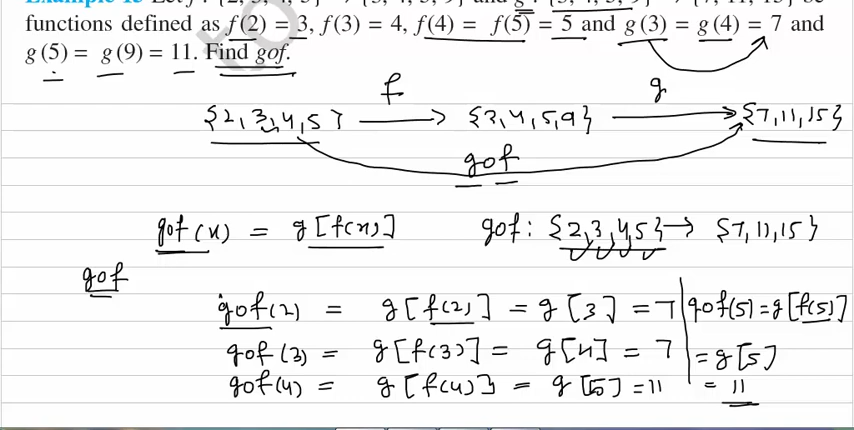 functions defined as f(2) = 3, f(3) = 4, f(4) = f(5) = 5 and g(3) = g(4) = 7 and
g(5) = g(9) = 11. Find gof.
f g
{2,3,4,5} → {3,4,5,9} → {7,11,15}
gof
gof(x) = g[f(x)] gof: {2,3,4,5} → {7,11,15}
gof
gof(2) = g[f(2)] = g[3] = 7 | gof(5) = g[f(5)]
gof(3) = g[f(3)] = g[4] = 7 | = g[5]
gof(4) = g[f(4)] = g[5] = 11 | = 11